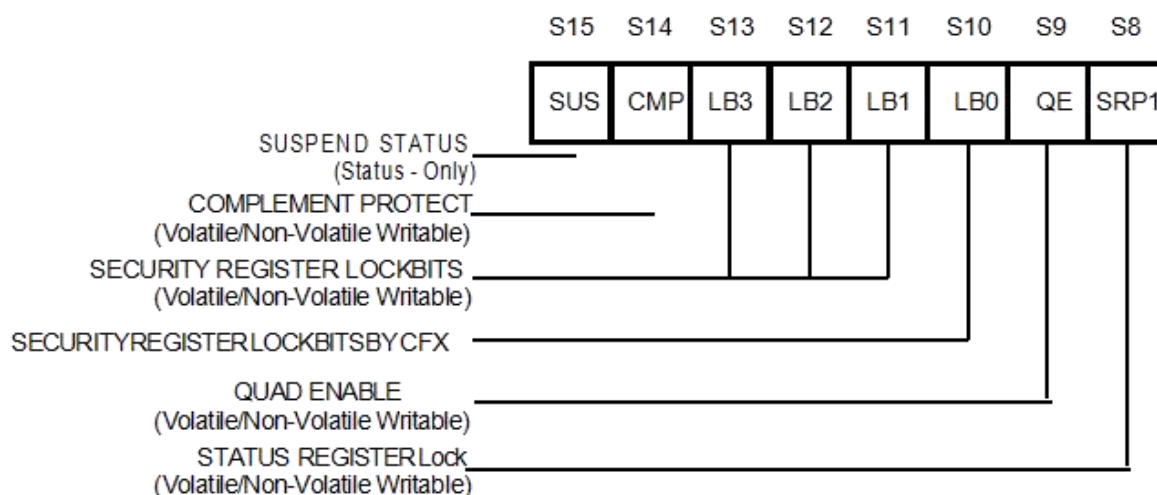 S15 S14 S13 S12 S11 S10 S9 S8
SUS CMP LB3 LB2 LB1 LB0 QE SRP1
SUSPEND STATUS
(Status - Only)
COMPLEMENT PROTECT
(Volatile/Non-Volatile Writable)
SECURITY REGISTER LOCKBITS
(Volatile/Non-Volatile Writable)
SECURITYREGISTERLOCKBITSBYCFX
QUAD ENABLE
(Volatile/Non-Volatile Writable)
STATUS REGISTERLock
(Volatile/Non-Volatile Writable)